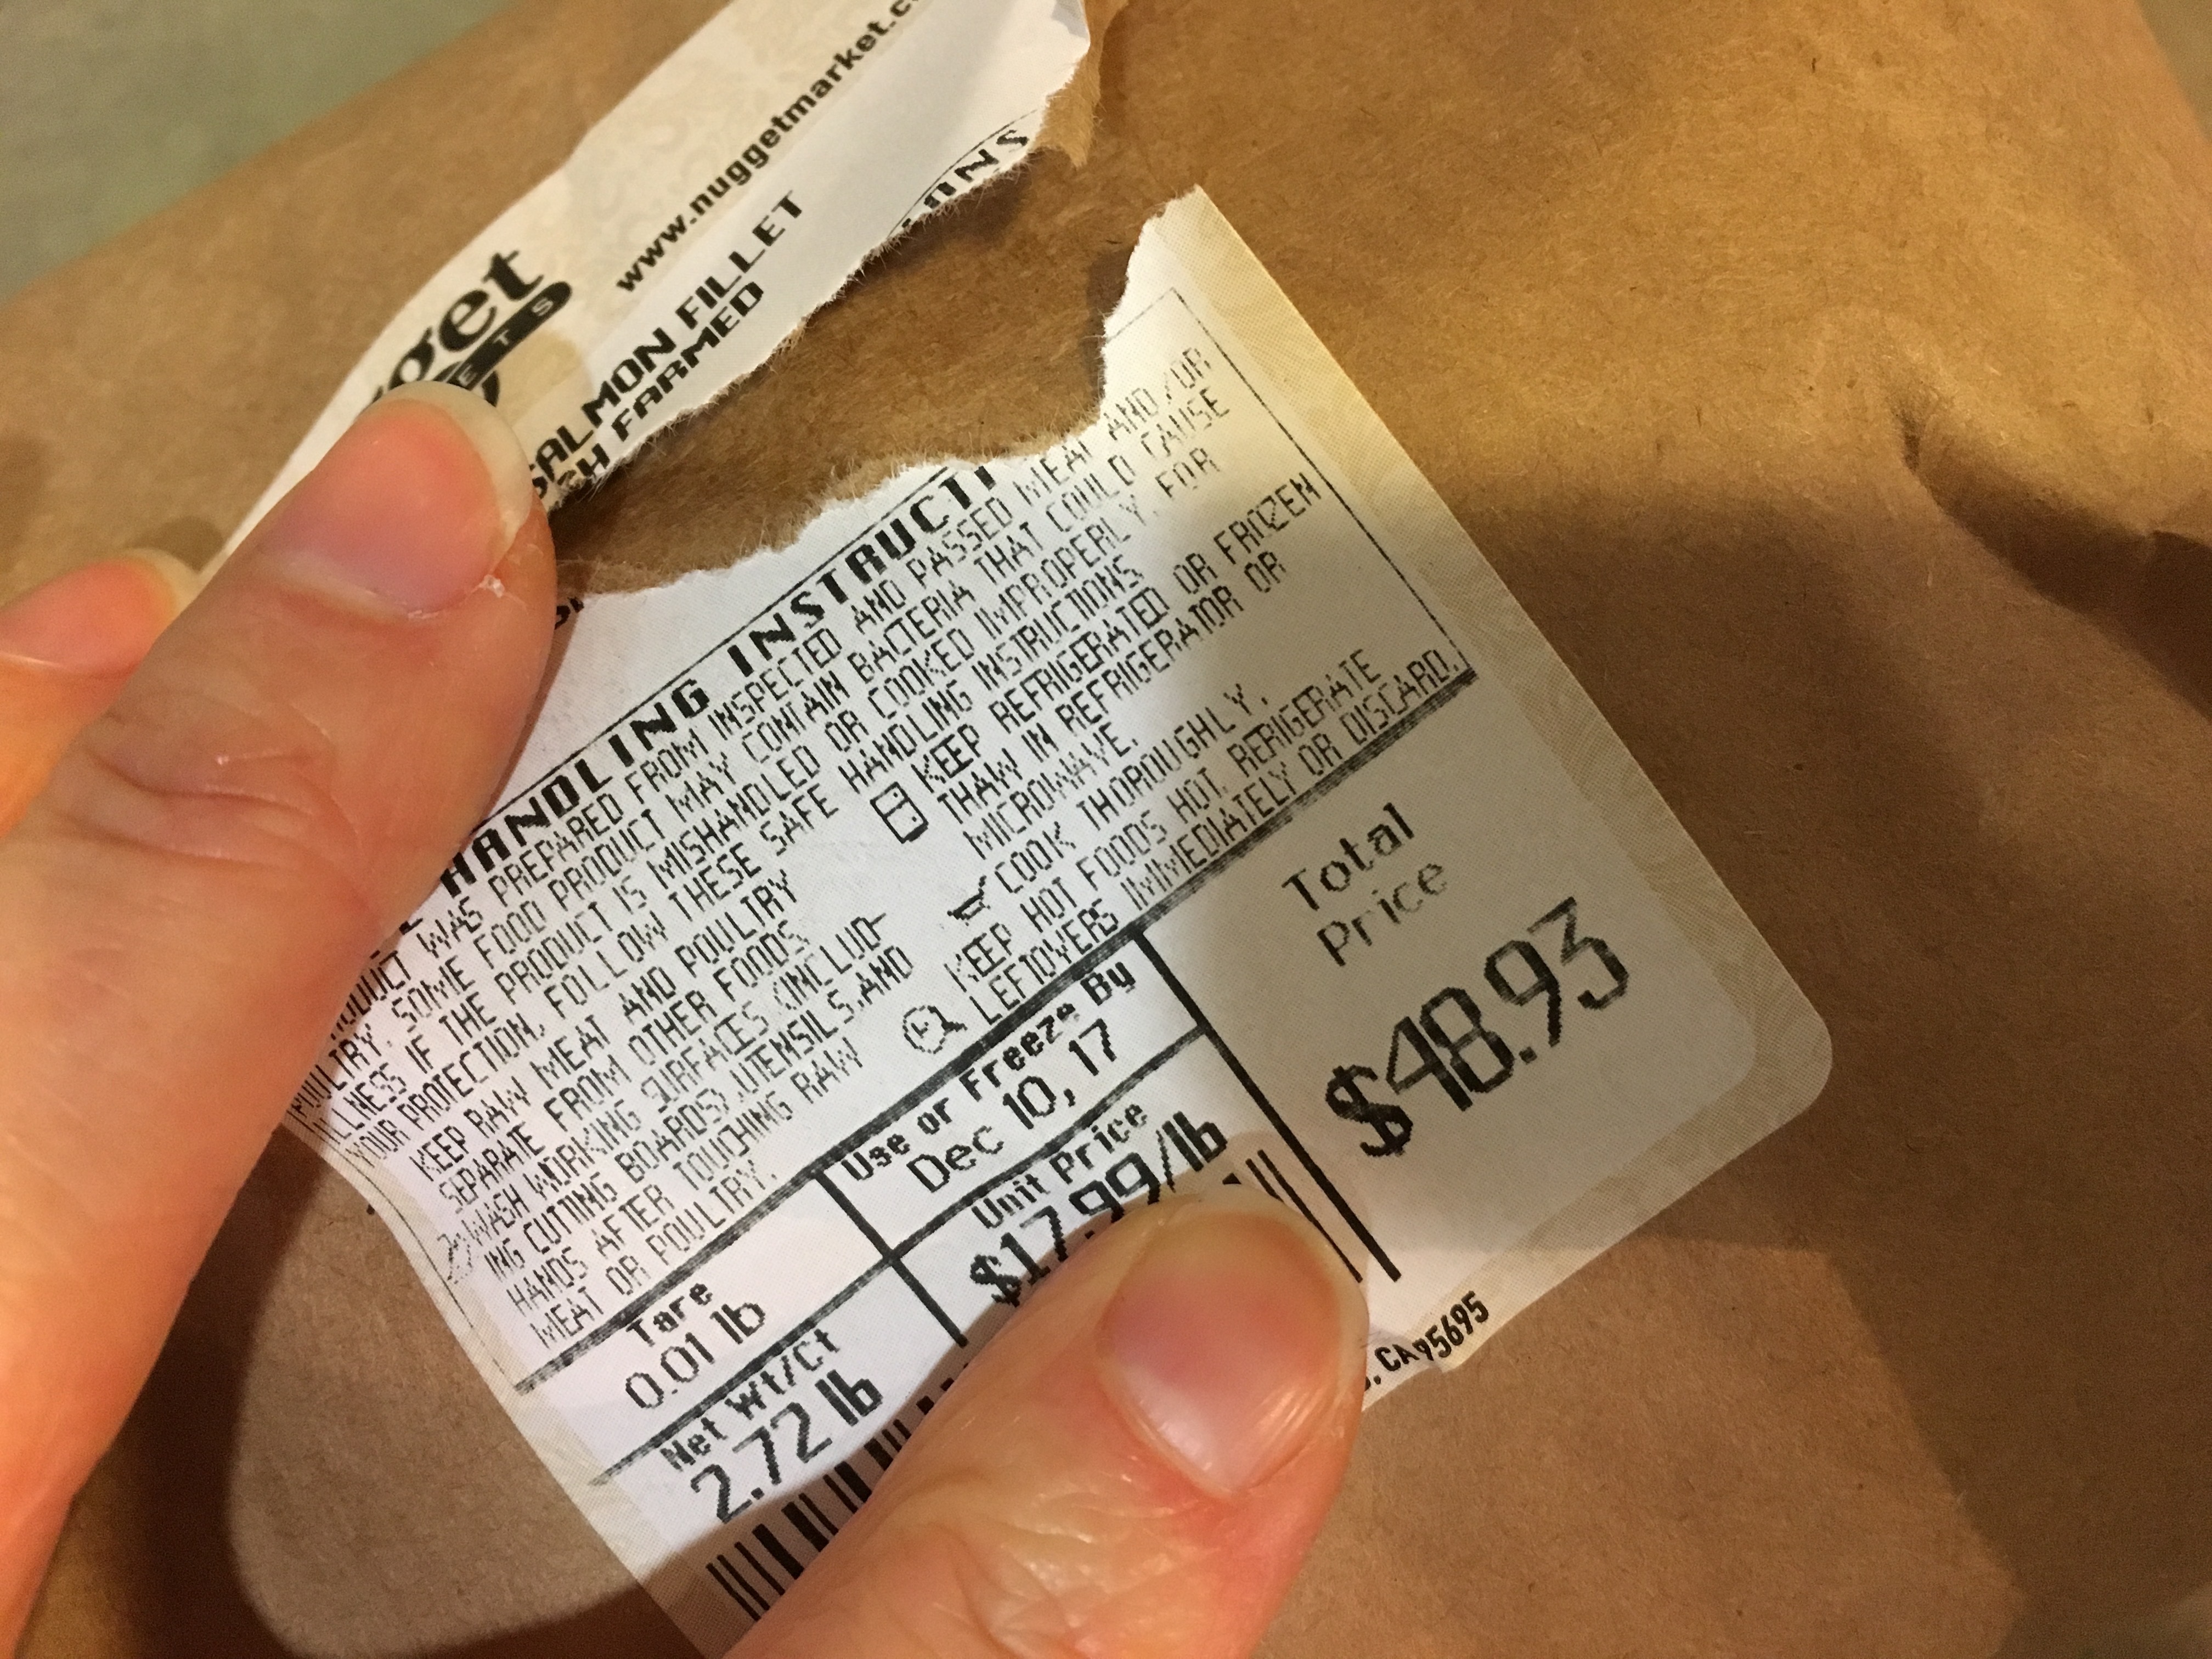 www.nuggetmarket.c
get
E T S
SALMON FILLET
SH FARMED
IONS
HANDLING INSTRUCTI
ODUCT WAS PREPARED FROM INSPECTED AND PASSED MEAT AND/OR
POULTRY. SOME FOOD PRODUCT MAY CONTAIN BACTERIA THAT COULD CAUSE
ILLNESS IF THE PRODUCT IS MISHANDLED OR COOKED IMPROPERLY. FOR
YOUR PROTECTION, FOLLOW THESE SAFE HANDLING INSTRUCTIONS.
KEEP RAW MEAT AND POULTRY
SEPARATE FROM OTHER FOODS.
WASH WORKING SURFACES (INCLUD-
ING CUTTING BOARDS), UTENSILS, AND
HANDS AFTER TOUCHING RAW
MEAT OR POULTRY.
KEEP REFRIGERATED OR FROZEN
THAW IN REFRIGERATOR OR
MICROWAVE.
COOK THOROUGHLY.
KEEP HOT FOODS HOT. REFRIGERATE
LEFTOVERS IMMEDIATELY OR DISCARD.
Tare
0.01 lb
Use or Freeze By
Dec 10, 17
Total
Price
$48.93
Net Wt/Ct
2.72 lb
Unit Price
$17.99/lb
, CA 95695